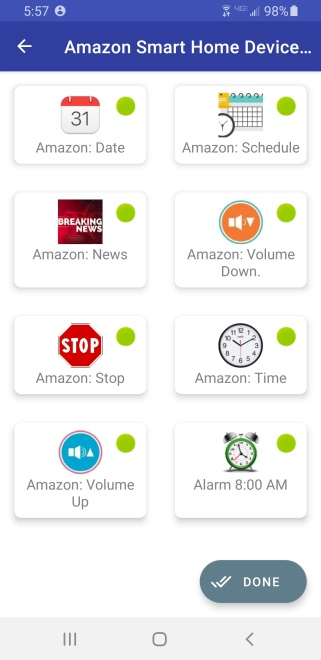 5:57 98%
Amazon Smart Home Device...
31
Amazon: Date
Amazon: Schedule
BREAKING
NEWS
Amazon: News
Amazon: Volume
Down.
STOP
Amazon: Stop
Amazon: Time
Amazon: Volume
Up
Alarm 8:00 AM
DONE